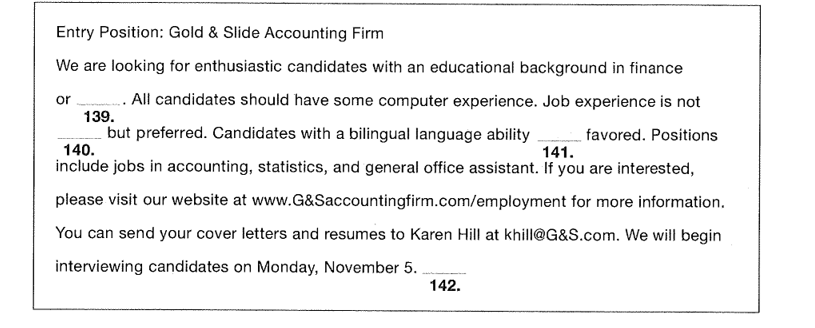 Entry Position: Gold & Slide Accounting Firm
We are looking for enthusiastic candidates with an educational background in finance
or ______ . All candidates should have some computer experience. Job experience is not
139.
______ but preferred. Candidates with a bilingual language ability ______ favored. Positions
140. 141.
include jobs in accounting, statistics, and general office assistant. If you are interested,
please visit our website at www.G&Saccountingfirm.com/employment for more information.
You can send your cover letters and resumes to Karen Hill at khill@G&S.com. We will begin
interviewing candidates on Monday, November 5. ______
142.